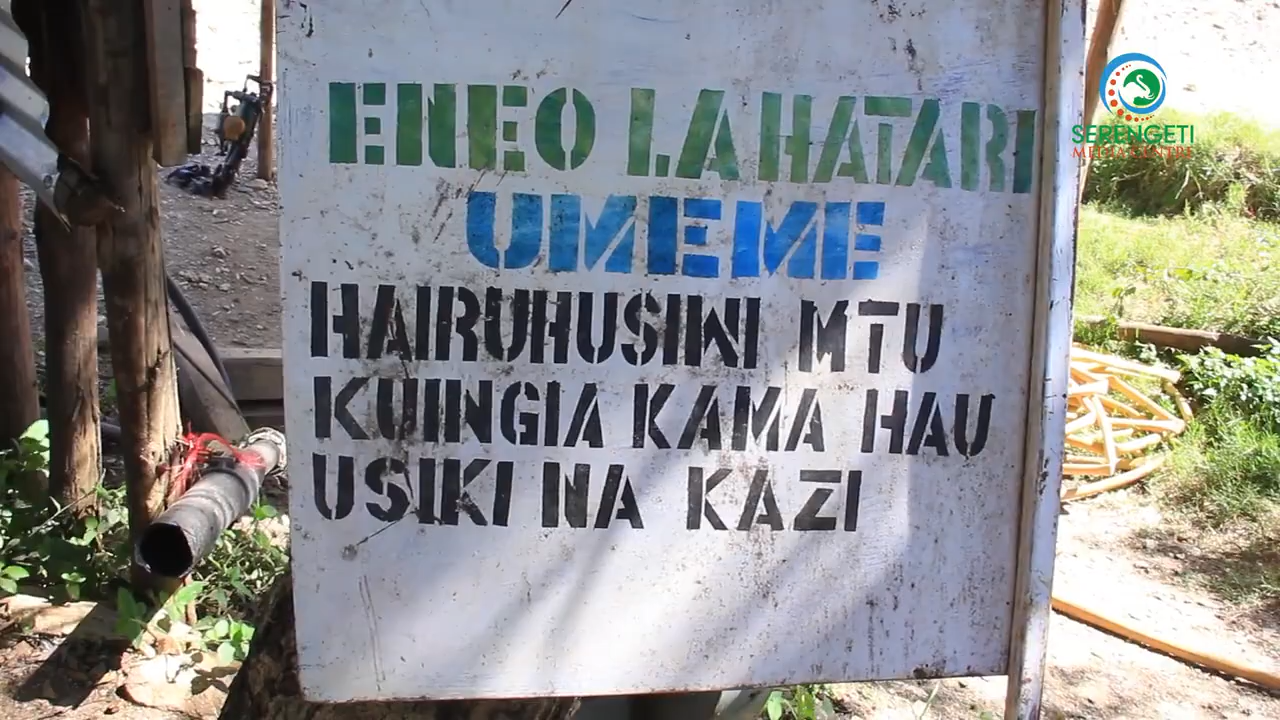 ENEO LA HATARI
UMEME
HAIRUHUSIWI MTU
KUINGIA KAMA HAU
USIKI NA KAZI
SERENGETI
MEDIA CENTRE